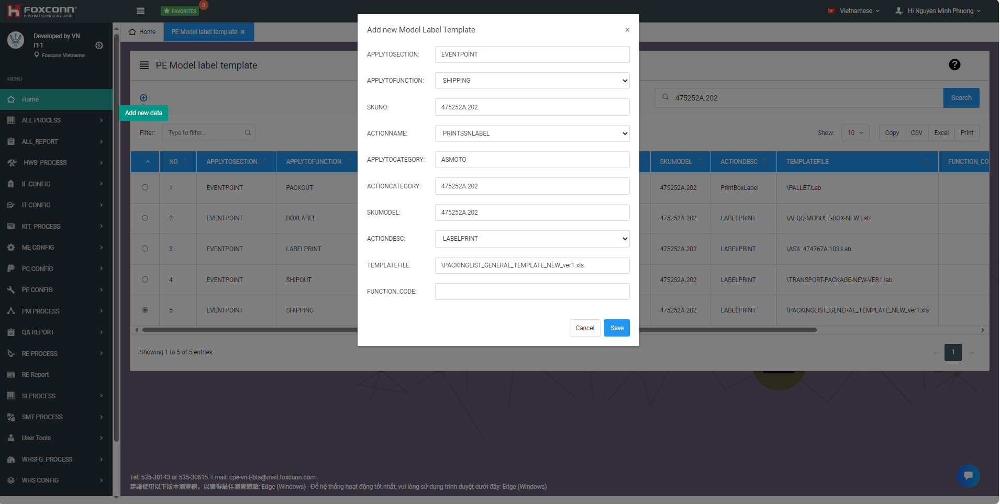 FOXCONN®
HON HAI TECHNOLOGY GROUP
FAVORITES
0
Vietnamese
Hi Nguyen Minh Phuong
Developed by VN
IT-1
Foxconn Vietname
MENU
Home
ALL PROCESS
ALL_REPORT
HWS_PROCESS
IE CONFIG
IT CONFIG
KIT_PROCESS
ME CONFIG
PC CONFIG
PE CONFIG
PM PROCESS
QA REPORT
RE PROCESS
RE Report
SI PROCESS
SMT PROCESS
User Tools
WHSFG_PROCESS
WHS CONFIG
Home
PE Model label template ×
PE Model label template
?
Add new data
475252A.202
Search
Filter:
Type to filter...
Show:
10
Copy CSV Excel Print
NO APPLYTOSECTION APPLYTOFUNCTION SKUMODEL ACTIONDESC TEMPLATEFILE FUNCTION_CO
1 EVENTPOINT PACKOUT 475252A.202 PrintBoxLabel \PALLET.Lab
2 EVENTPOINT BOXLABEL 475252A.202 LABELPRINT \AEQQ-MODULE-BOX-NEW.Lab
3 EVENTPOINT LABELPRINT 475252A.202 LABELPRINT \ASIL 474767A.103.Lab
4 EVENTPOINT SHIPOUT 475252A.202 LABELPRINT \TRANSPORT-PACKAGE-NEW-VER1.lab
5 EVENTPOINT SHIPPING 475252A.202 LABELPRINT \PACKINGLIST_GENERAL_TEMPLATE_NEW_ver1.xls
Showing 1 to 5 of 5 entries
← 1 →
Add new Model Label Template ×
APPLYTOSECTION: EVENTPOINT
APPLYTOFUNCTION: SHIPPING
SKUNO: 475252A.202
ACTIONNAME: PRINTSSNLABEL
APPLYTOCATEGORY: ASMOTO
ACTIONCATEGORY: 475252A.202
SKUMODEL: 475252A.202
ACTIONDESC: LABELPRINT
TEMPLATEFILE: \PACKINGLIST_GENERAL_TEMPLATE_NEW_ver1.xls
FUNCTION_CODE:
Cancel Save
Tel: 535-30143 or 535-30615. Email: cpe-vnit-bts@mail.foxconn.com
建議使用以下版本瀏覽器，以獲得最佳瀏覽體驗: Edge (Windows) - Để hệ thống hoạt động tốt nhất, vui lòng sử dụng trình duyệt dưới đây: Edge (Windows)